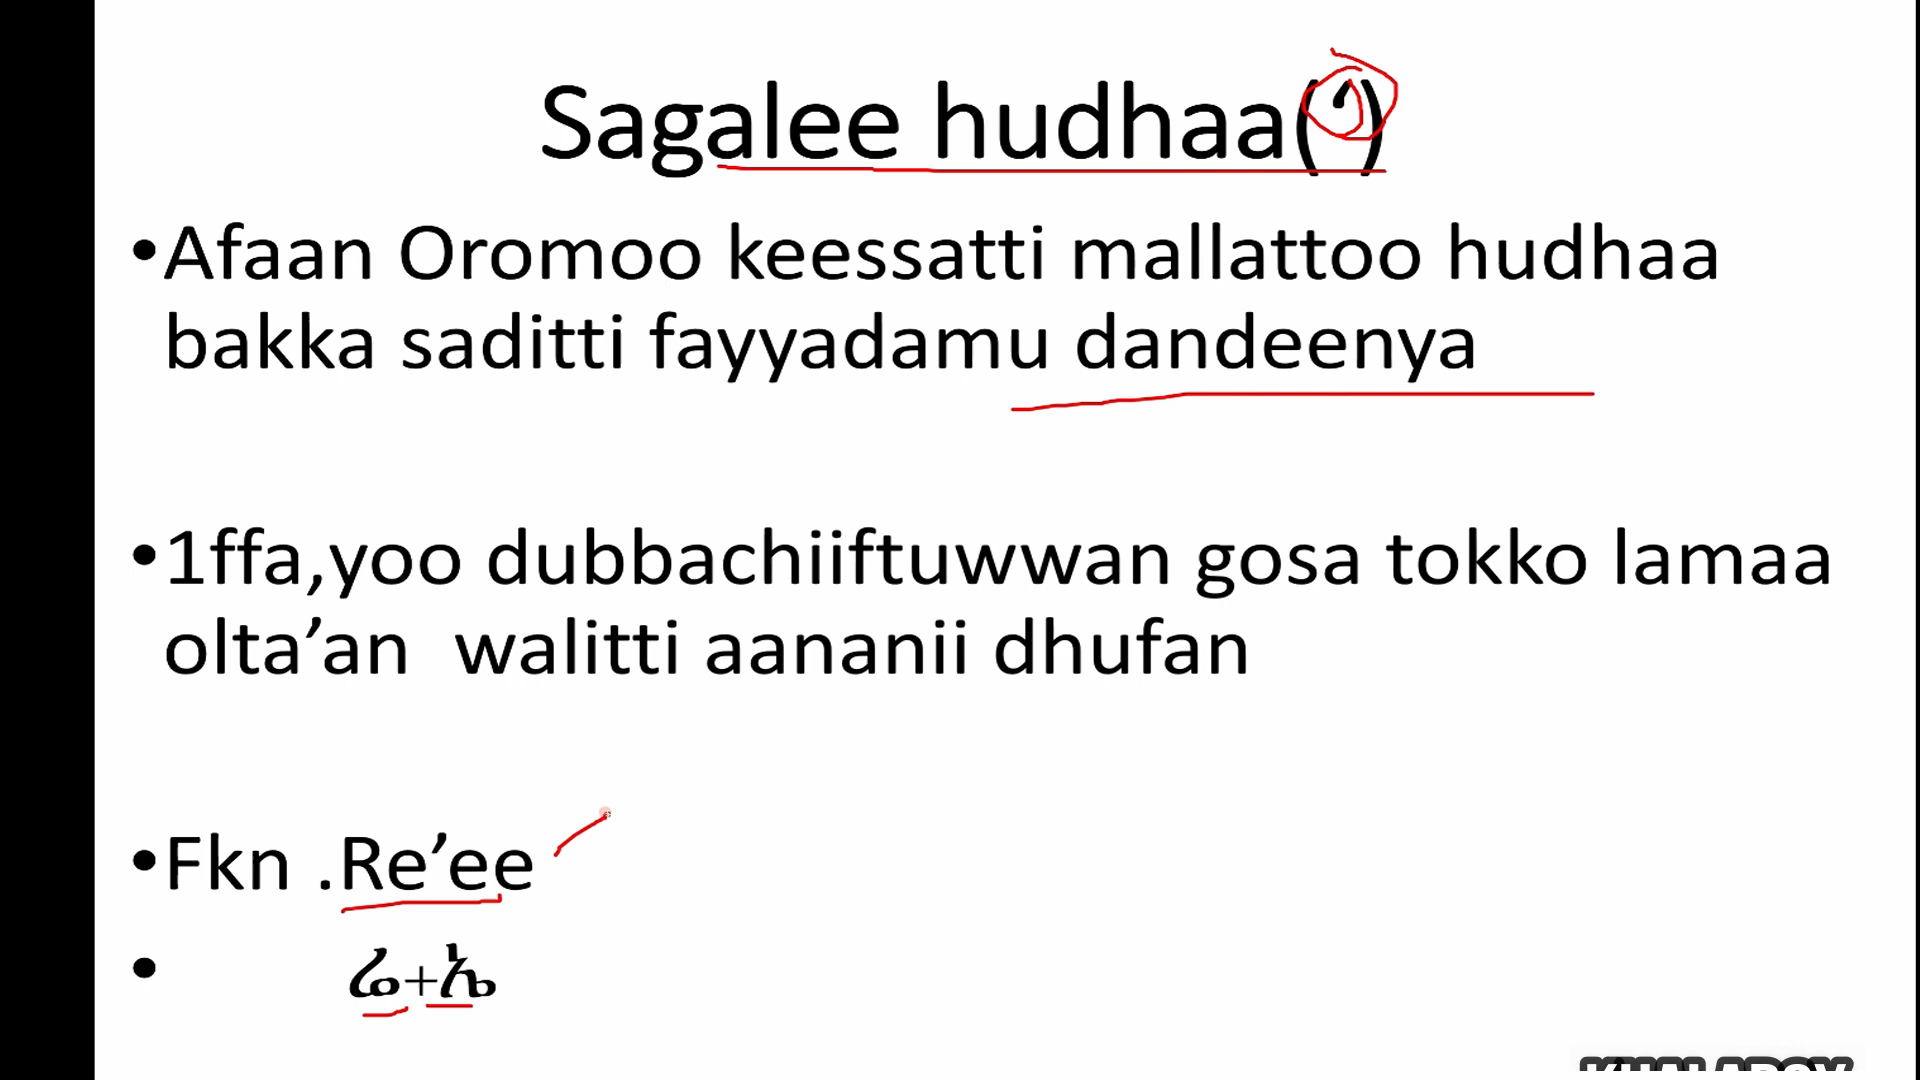 Sagalee hudhaa(’)
•Afaan Oromoo keessatti mallattoo hudhaa
bakka saditti fayyadamu dandeenya
•1ffa,yoo dubbachiiftuwwan gosa tokko lamaa
olta’an walitti aananii dhufan
•Fkn .Re’ee
• ሬ+ኤ